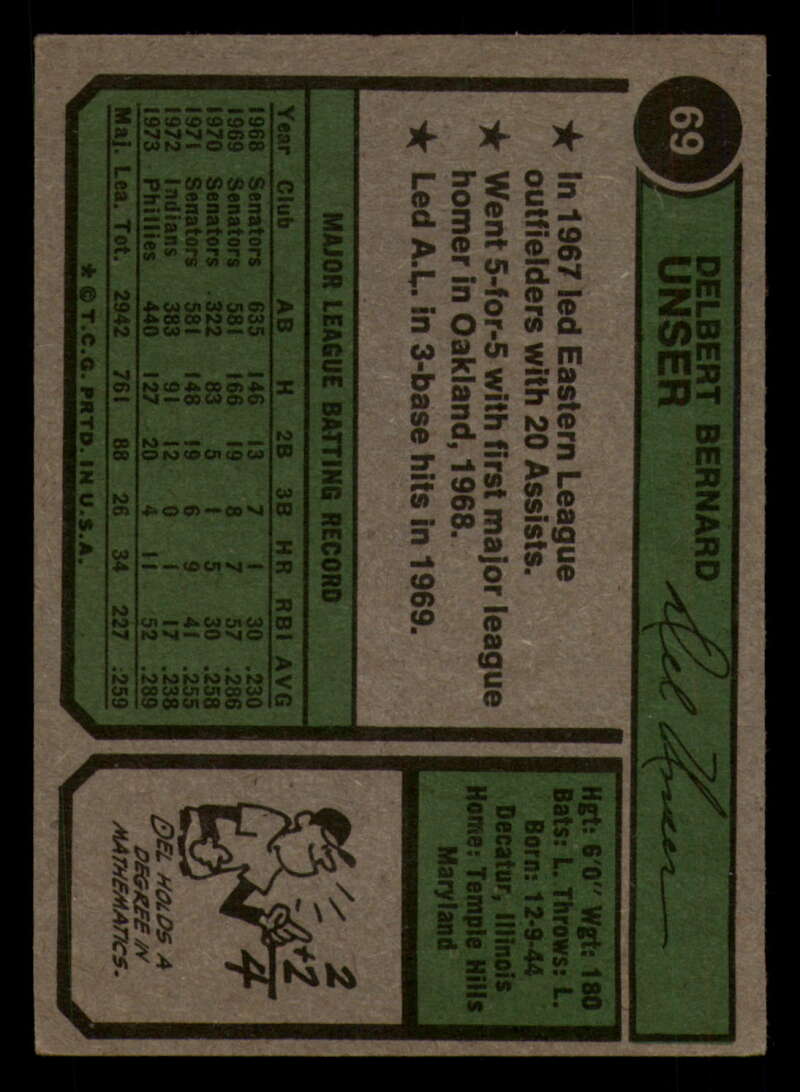 69
DELBERT BERNARD
UNSER
Del Unser
★ In 1967 led Eastern League
outfielders with 20 Assists.
★ Went 5-for-5 with first major league
homer in Oakland, 1968.
★ Led A.L. in 3-base hits in 1969.
MAJOR LEAGUE BATTING RECORD
Year Club AB H 2B 3B HR RBI AVG
1968 Senators 635 146 13 7 1 30 .230
1969 Senators 581 166 19 8 7 57 .286
1970 Senators 322 83 5 1 5 30 .258
1971 Senators 581 148 19 6 9 41 .255
1972 Indians 383 91 12 0 1 17 .238
1973 Phillies 440 127 20 4 11 52 .289
Maj. Lea. Tot. 2942 761 88 26 34 227 .259
* © T.C.G. PRTD. IN U.S.A.
Hgt: 6'0" Wgt: 180
Bats: L. Throws: L.
Born: 12-9-44
Decatur, Illinois
Home: Temple Hills
Maryland
2
+2
4
DEL HOLDS A
DEGREE IN
MATHEMATICS.